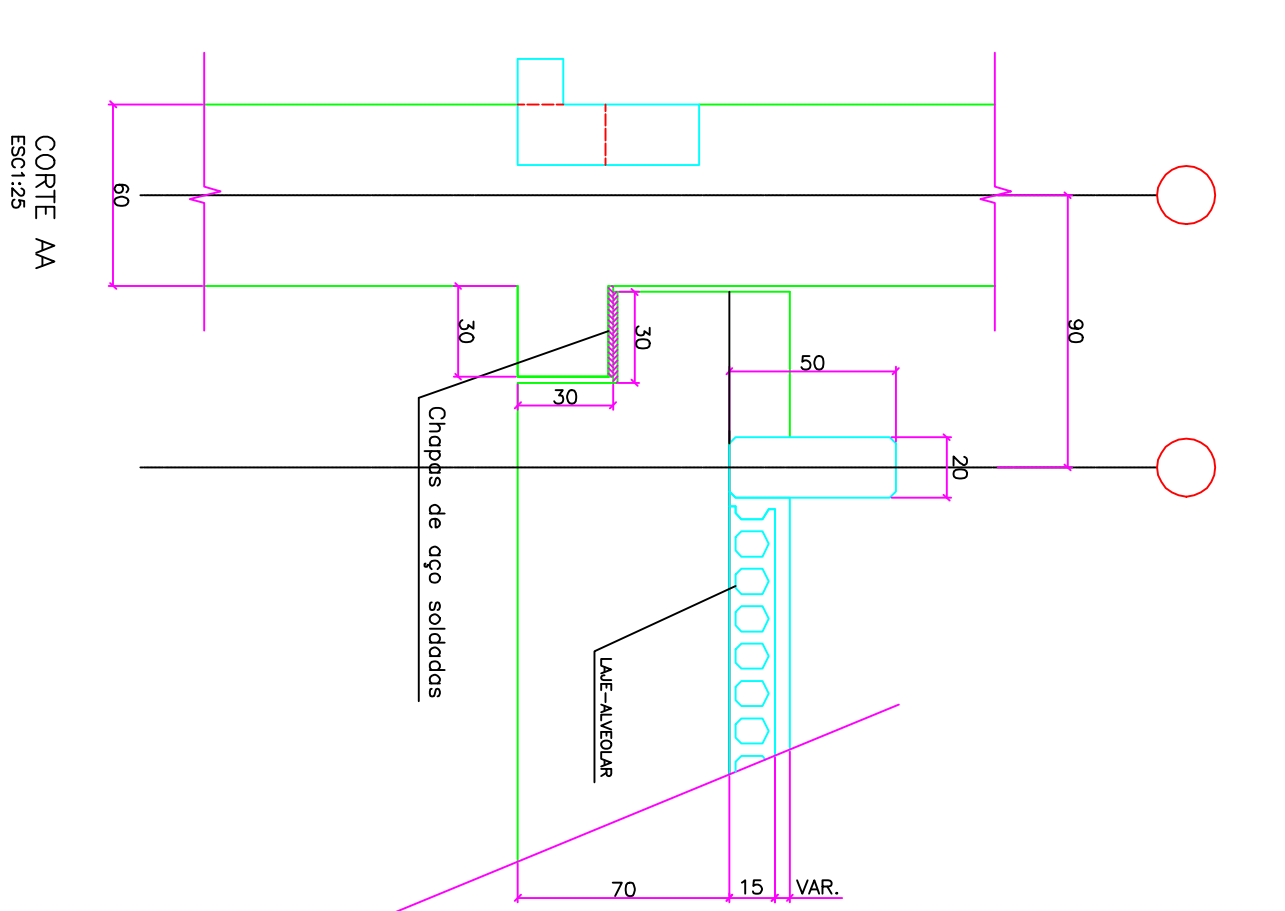 CORTE AA
ESC1:25
60
30
30
30
50
20
90
Chapas de aço soldadas
LAJE-ALVEOLAR
70
15
VAR.